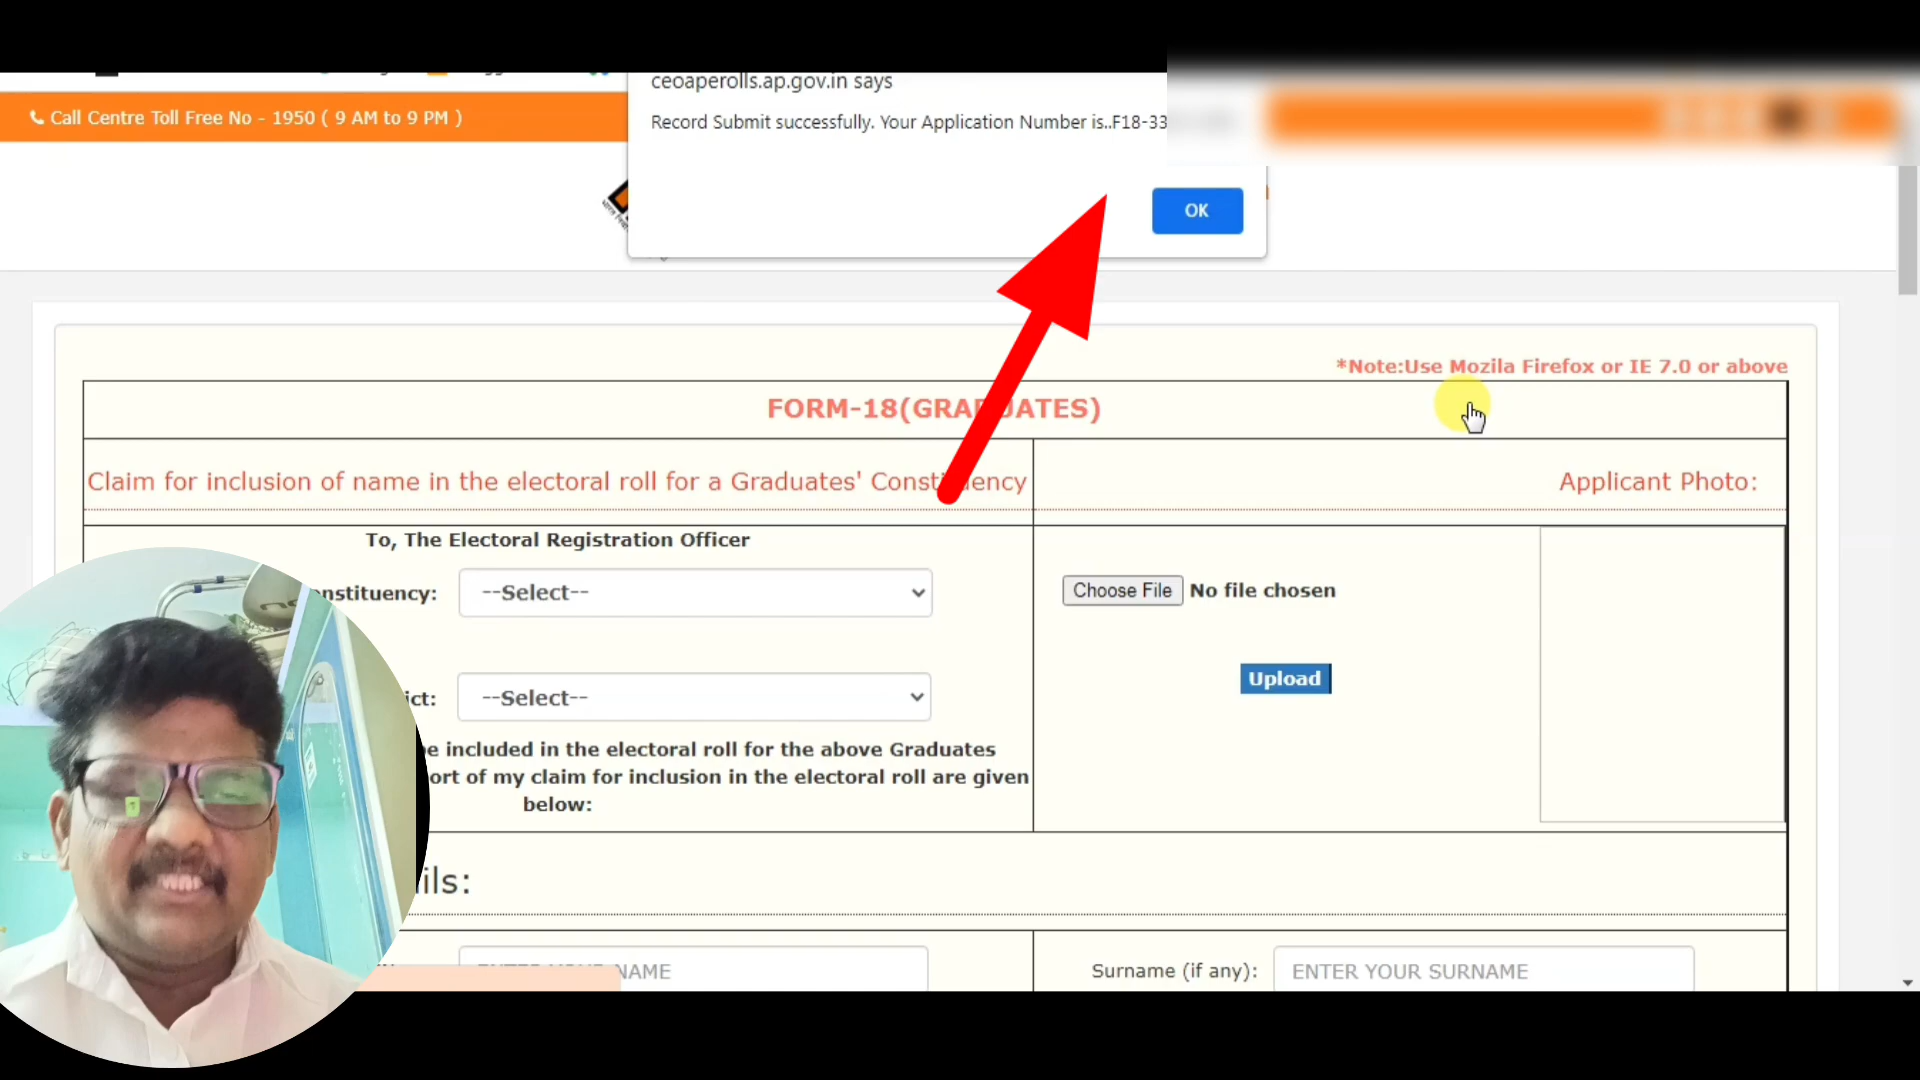 ceoaperolls.ap.gov.in says
Call Centre Toll Free No - 1950 ( 9 AM to 9 PM )
Record Submit successfully. Your Application Number is..F18-33
OK
*Note:Use Mozila Firefox or IE 7.0 or above
FORM-18(GRADUATES)
Claim for inclusion of name in the electoral roll for a Graduates' Constituency
Applicant Photo:
To, The Electoral Registration Officer
onstituency:
--Select--
Choose File No file chosen
Upload
ict:
--Select--
be included in the electoral roll for the above Graduates
ort of my claim for inclusion in the electoral roll are given
below:
ils:
NAME
Surname (if any):
ENTER YOUR SURNAME